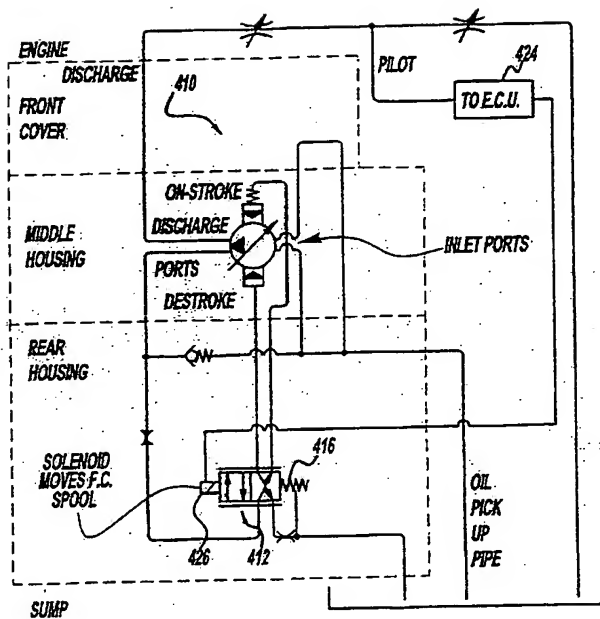 ENGINE
DISCHARGE
FRONT
COVER
410
PILOT
424
TO E.C.U.
ON-STROKE
DISCHARGE
MIDDLE
HOUSING
PORTS
INLET PORTS
DESTROKE
REAR
HOUSING
SOLENOID
MOVES F.C.
SPOOL
416
426
412
OIL
PICK
UP
PIPE
SUMP